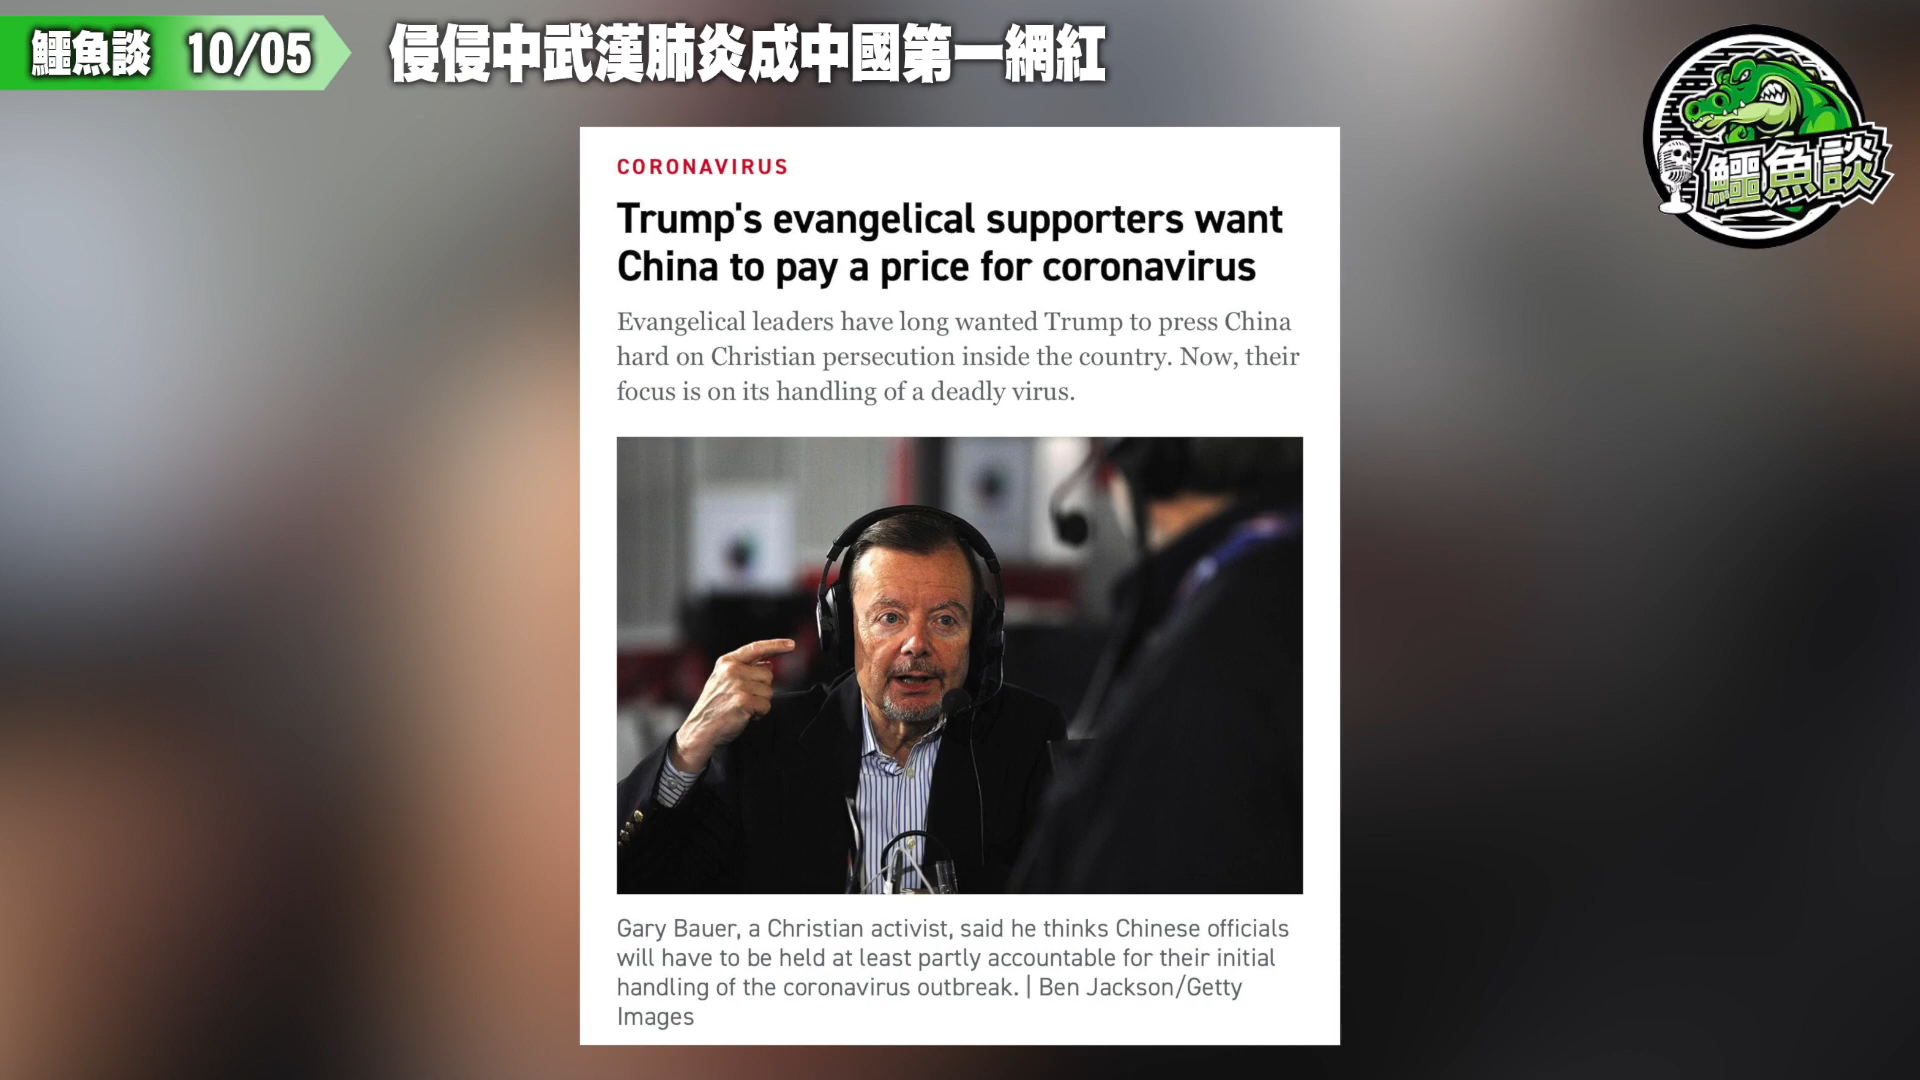 鱷魚談 10/05 侵侵中武漢肺炎成中國第一網紅
鱷魚談
CORONAVIRUS
Trump's evangelical supporters want
China to pay a price for coronavirus
Evangelical leaders have long wanted Trump to press China
hard on Christian persecution inside the country. Now, their
focus is on its handling of a deadly virus.
Gary Bauer, a Christian activist, said he thinks Chinese officials
will have to be held at least partly accountable for their initial
handling of the coronavirus outbreak. | Ben Jackson/Getty
Images